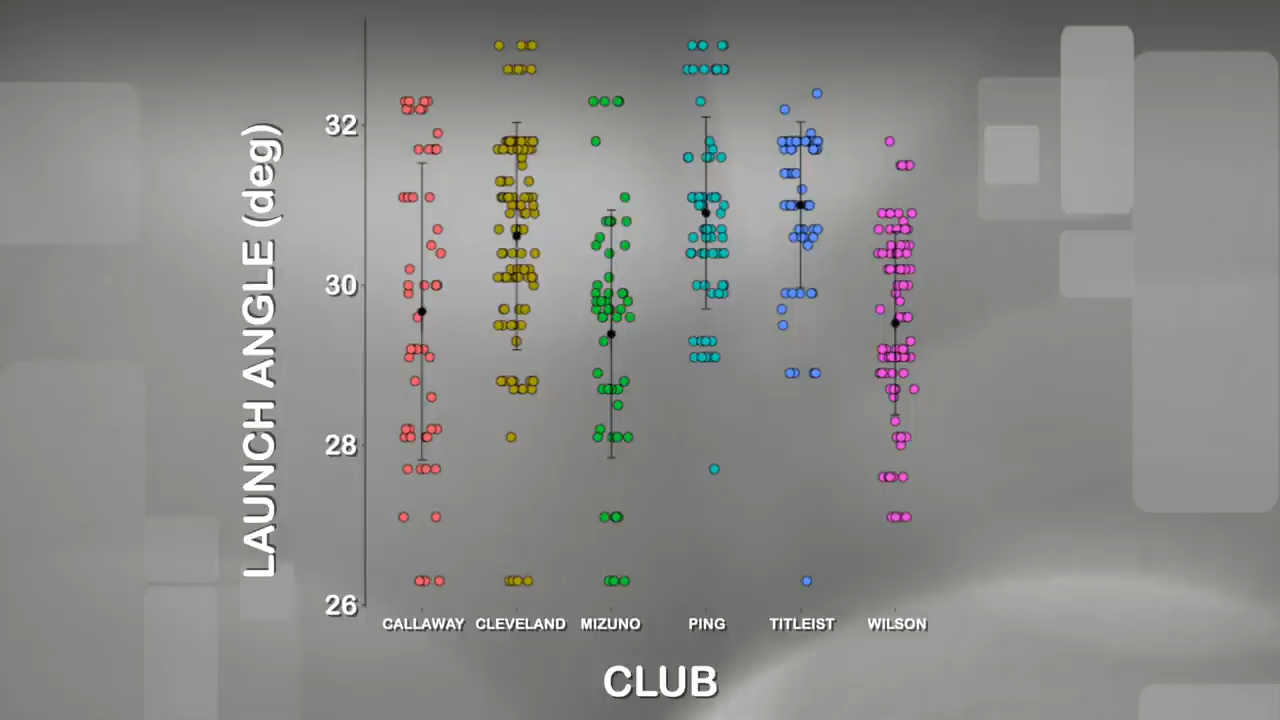 LAUNCH ANGLE (deg)
32
30
28
26
CALLAWAY CLEVELAND MIZUNO PING TITLEIST WILSON
CLUB